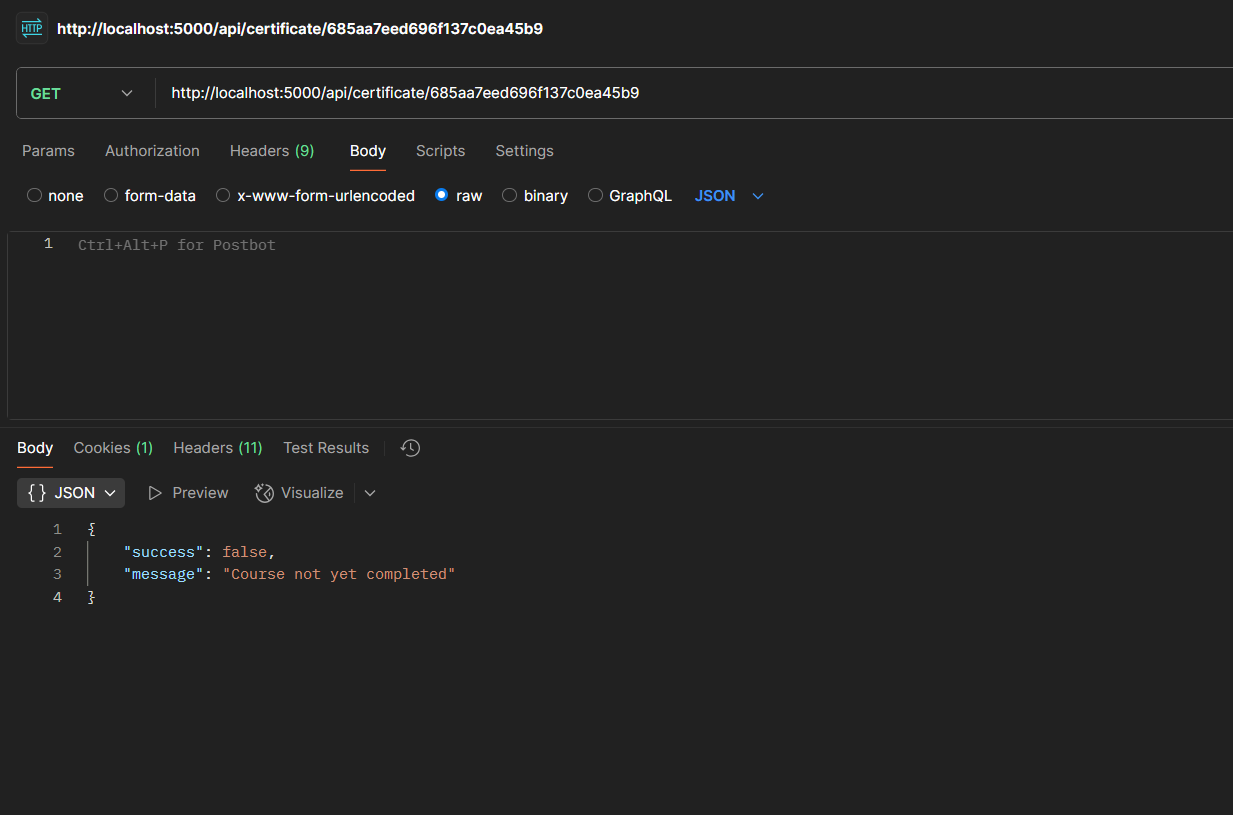 HTTP http://localhost:5000/api/certificate/685aa7eed696f137c0ea45b9
GET http://localhost:5000/api/certificate/685aa7eed696f137c0ea45b9
Params Authorization Headers (9) Body Scripts Settings
none form-data x-www-form-urlencoded raw binary GraphQL JSON
1 Ctrl+Alt+P for Postbot
Body Cookies (1) Headers (11) Test Results
{} JSON Preview Visualize
1 {
2 "success": false,
3 "message": "Course not yet completed"
4 }